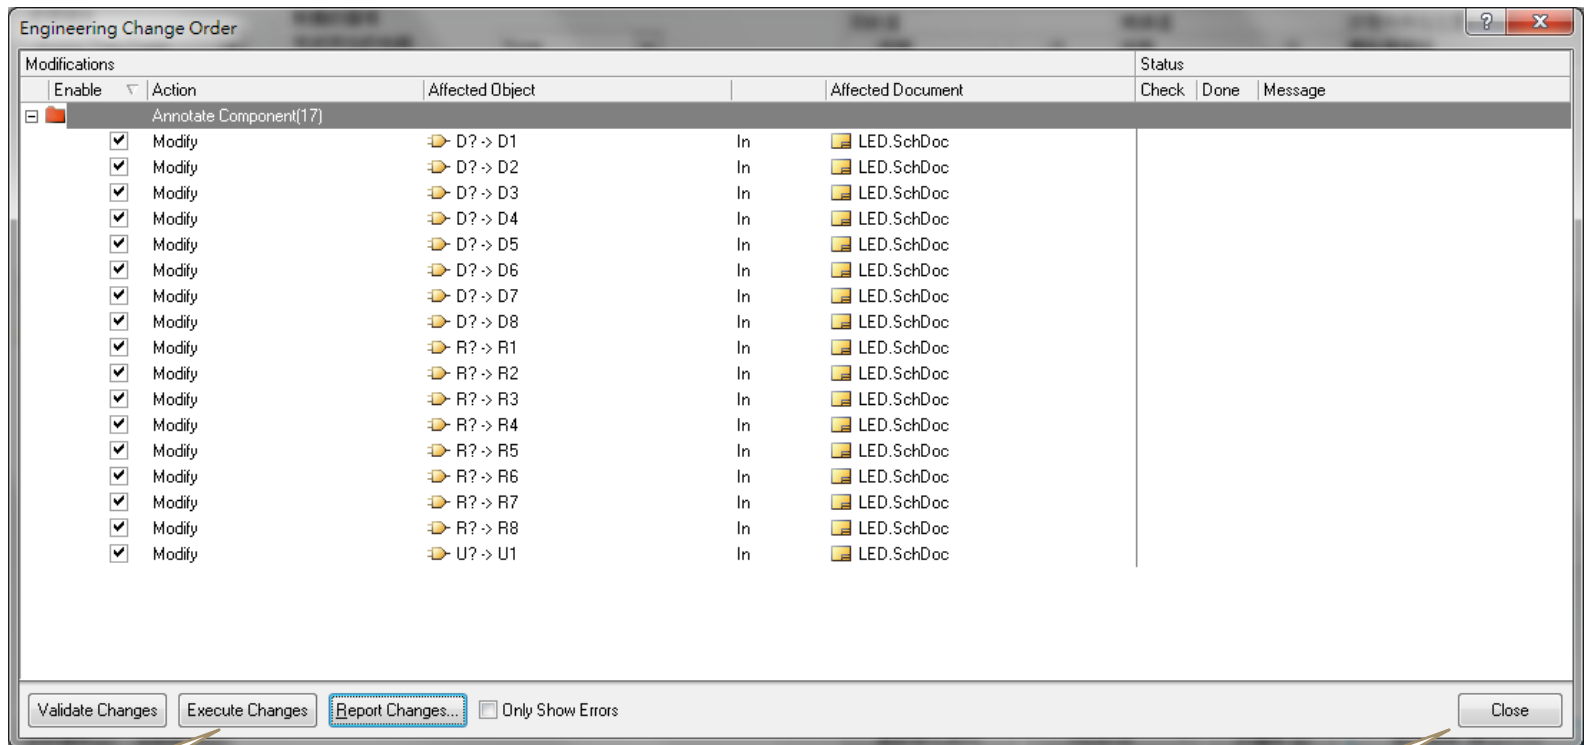 Engineering Change Order
Modifications Status
Enable Action Affected Object Affected Document Check Done Message
Annotate Component(17)
Modify D? -> D1 In LED.SchDoc
Modify D? -> D2 In LED.SchDoc
Modify D? -> D3 In LED.SchDoc
Modify D? -> D4 In LED.SchDoc
Modify D? -> D5 In LED.SchDoc
Modify D? -> D6 In LED.SchDoc
Modify D? -> D7 In LED.SchDoc
Modify D? -> D8 In LED.SchDoc
Modify R? -> R1 In LED.SchDoc
Modify R? -> R2 In LED.SchDoc
Modify R? -> R3 In LED.SchDoc
Modify R? -> R4 In LED.SchDoc
Modify R? -> R5 In LED.SchDoc
Modify R? -> R6 In LED.SchDoc
Modify R? -> R7 In LED.SchDoc
Modify R? -> R8 In LED.SchDoc
Modify U? -> U1 In LED.SchDoc
Validate Changes Execute Changes Report Changes... Only Show Errors Close